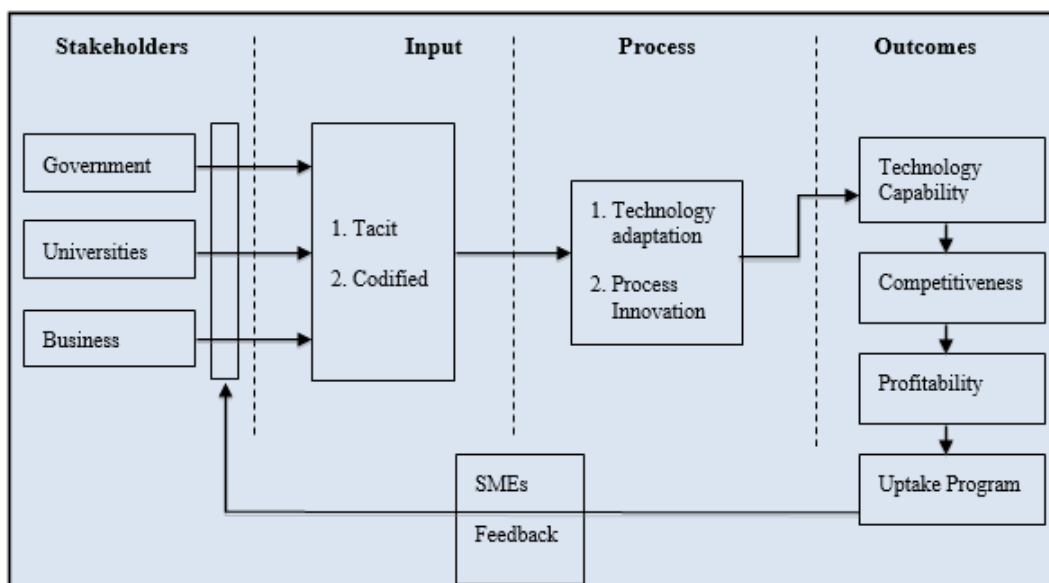 Stakeholders
Input
Process
Outcomes
Government
Universities
Business
1. Tacit
2. Codified
1. Technology
adaptation
2. Process
Innovation
Technology
Capability
Competitiveness
Profitability
Uptake Program
SMEs
Feedback